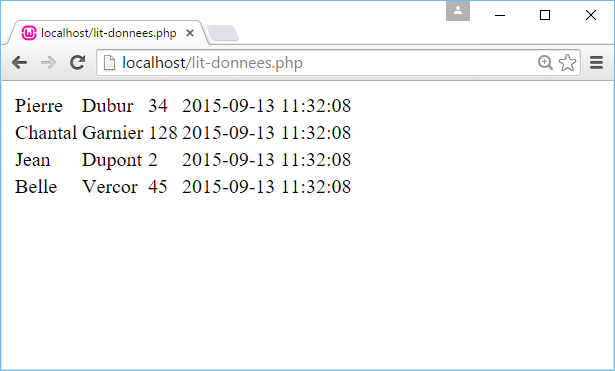 localhost/lit-donnees.php
localhost/lit-donnees.php
Pierre Dubur 34 2015-09-13 11:32:08
Chantal Garnier 128 2015-09-13 11:32:08
Jean Dupont 2 2015-09-13 11:32:08
Belle Vercor 45 2015-09-13 11:32:08